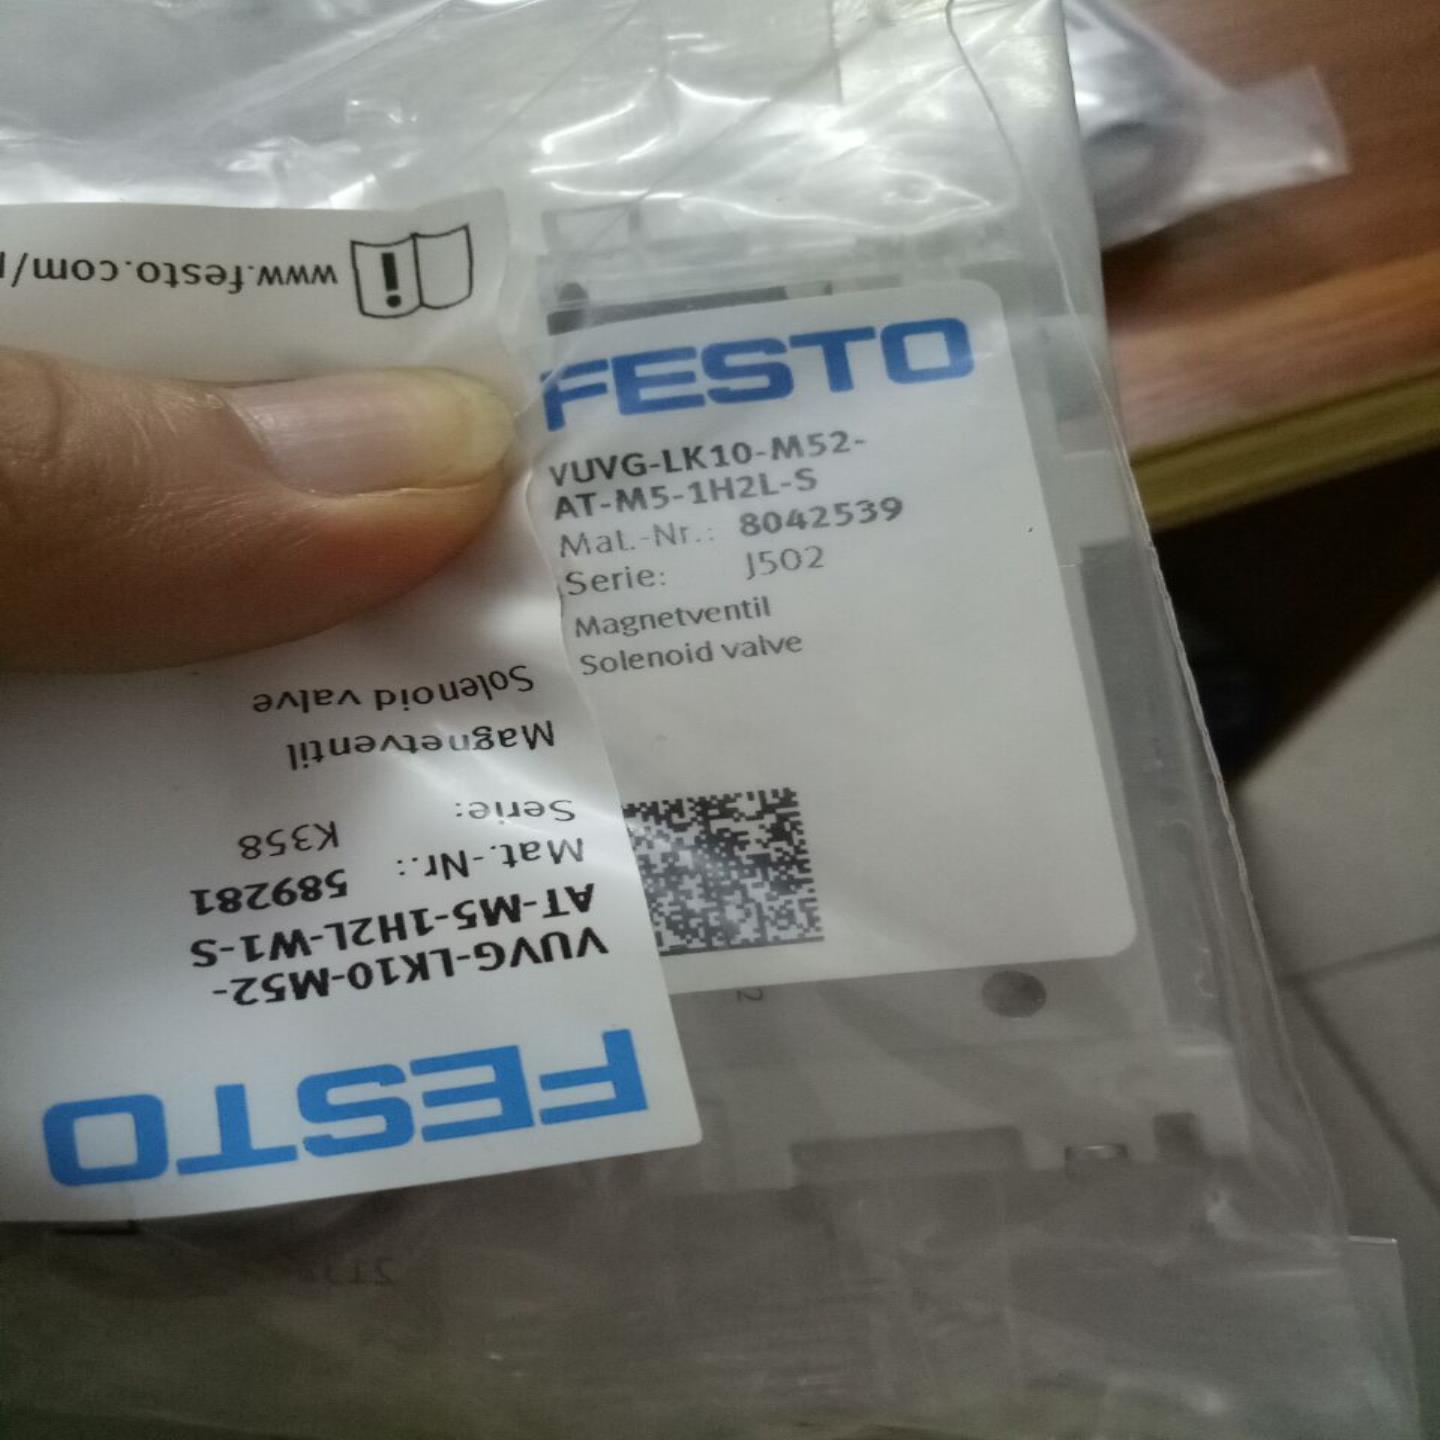 FESTO
VUVG-LK10-M52-
AT-M5-1H2L-S
Mat.-Nr.: 8042539
Serie: J502
Magnetventil
Solenoid valve
2
FESTO
VUVG-LK10-M52-
AT-M5-1H2L-W1-S
Mat.-Nr.: 589281
Serie: K358
Magnetventil
Solenoid valve
www.festo.com/